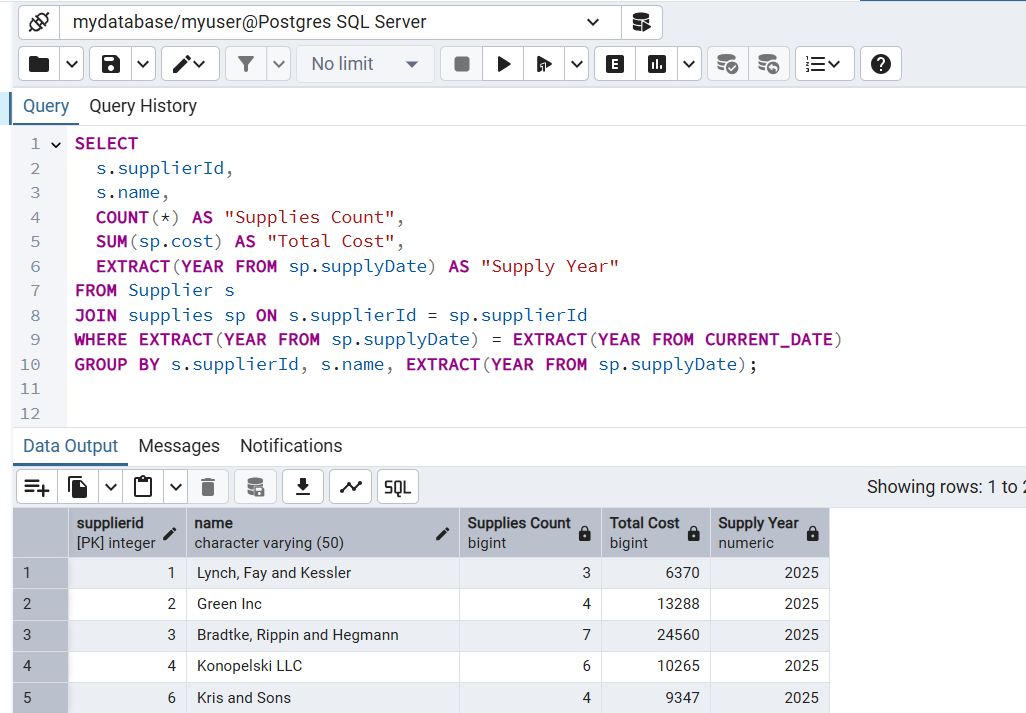 mydatabase/myuser@Postgres SQL Server
No limit
E
Query Query History
1 SELECT
2 s.supplierId,
3 s.name,
4 COUNT(*) AS "Supplies Count",
5 SUM(sp.cost) AS "Total Cost",
6 EXTRACT(YEAR FROM sp.supplyDate) AS "Supply Year"
7 FROM Supplier s
8 JOIN supplies sp ON s.supplierId = sp.supplierId
9 WHERE EXTRACT(YEAR FROM sp.supplyDate) = EXTRACT(YEAR FROM CURRENT_DATE)
10 GROUP BY s.supplierId, s.name, EXTRACT(YEAR FROM sp.supplyDate);
11
12
Data Output Messages Notifications
SQL Showing rows: 1 to
supplierid name Supplies Count Total Cost Supply Year
[PK] integer character varying (50) bigint bigint numeric
1 1 Lynch, Fay and Kessler 3 6370 2025
2 2 Green Inc 4 13288 2025
3 3 Bradtke, Rippin and Hegmann 7 24560 2025
4 4 Konopelski LLC 6 10265 2025
5 6 Kris and Sons 4 9347 2025